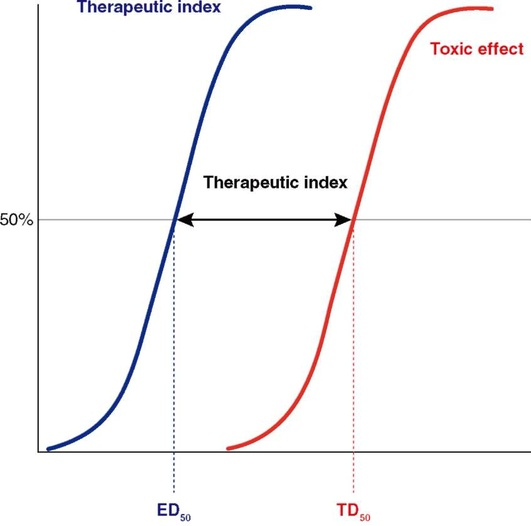 Therapeutic index
Toxic effect
Therapeutic index
50%
ED50 TD50